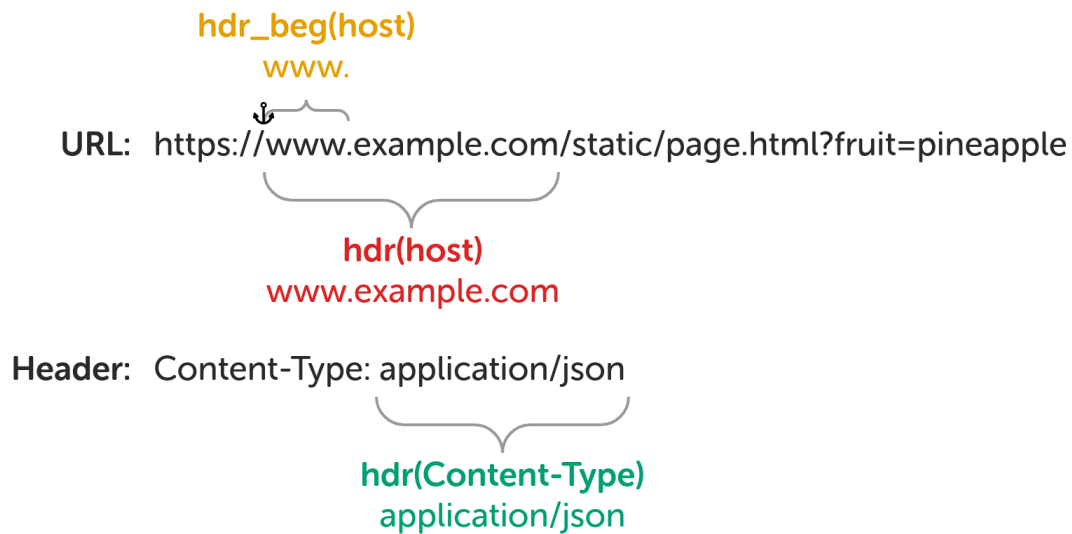 hdr_beg(host)
www.
URL: https://www.example.com/static/page.html?fruit=pineapple
hdr(host)
www.example.com
Header: Content-Type: application/json
hdr(Content-Type)
application/json